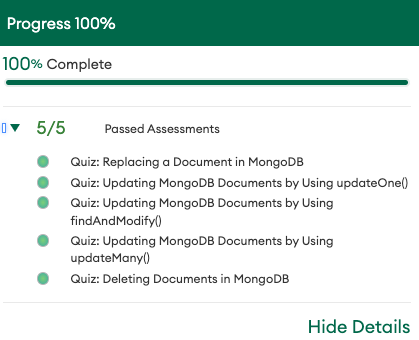 Progress 100%
100% Complete
5/5 Passed Assessments
Quiz: Replacing a Document in MongoDB
Quiz: Updating MongoDB Documents by Using updateOne()
Quiz: Updating MongoDB Documents by Using
findAndModify()
Quiz: Updating MongoDB Documents by Using
updateMany()
Quiz: Deleting Documents in MongoDB
Hide Details